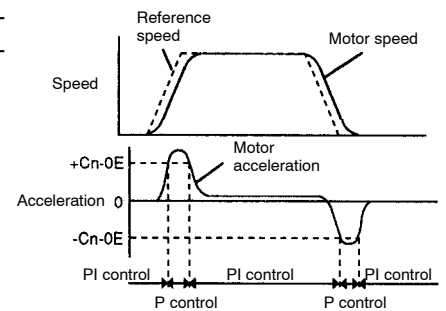 Reference
speed
Motor speed
Speed
Motor
acceleration
+Cn-0E
Acceleration 0
-Cn-0E
PI control
PI control
PI control
P control
P control